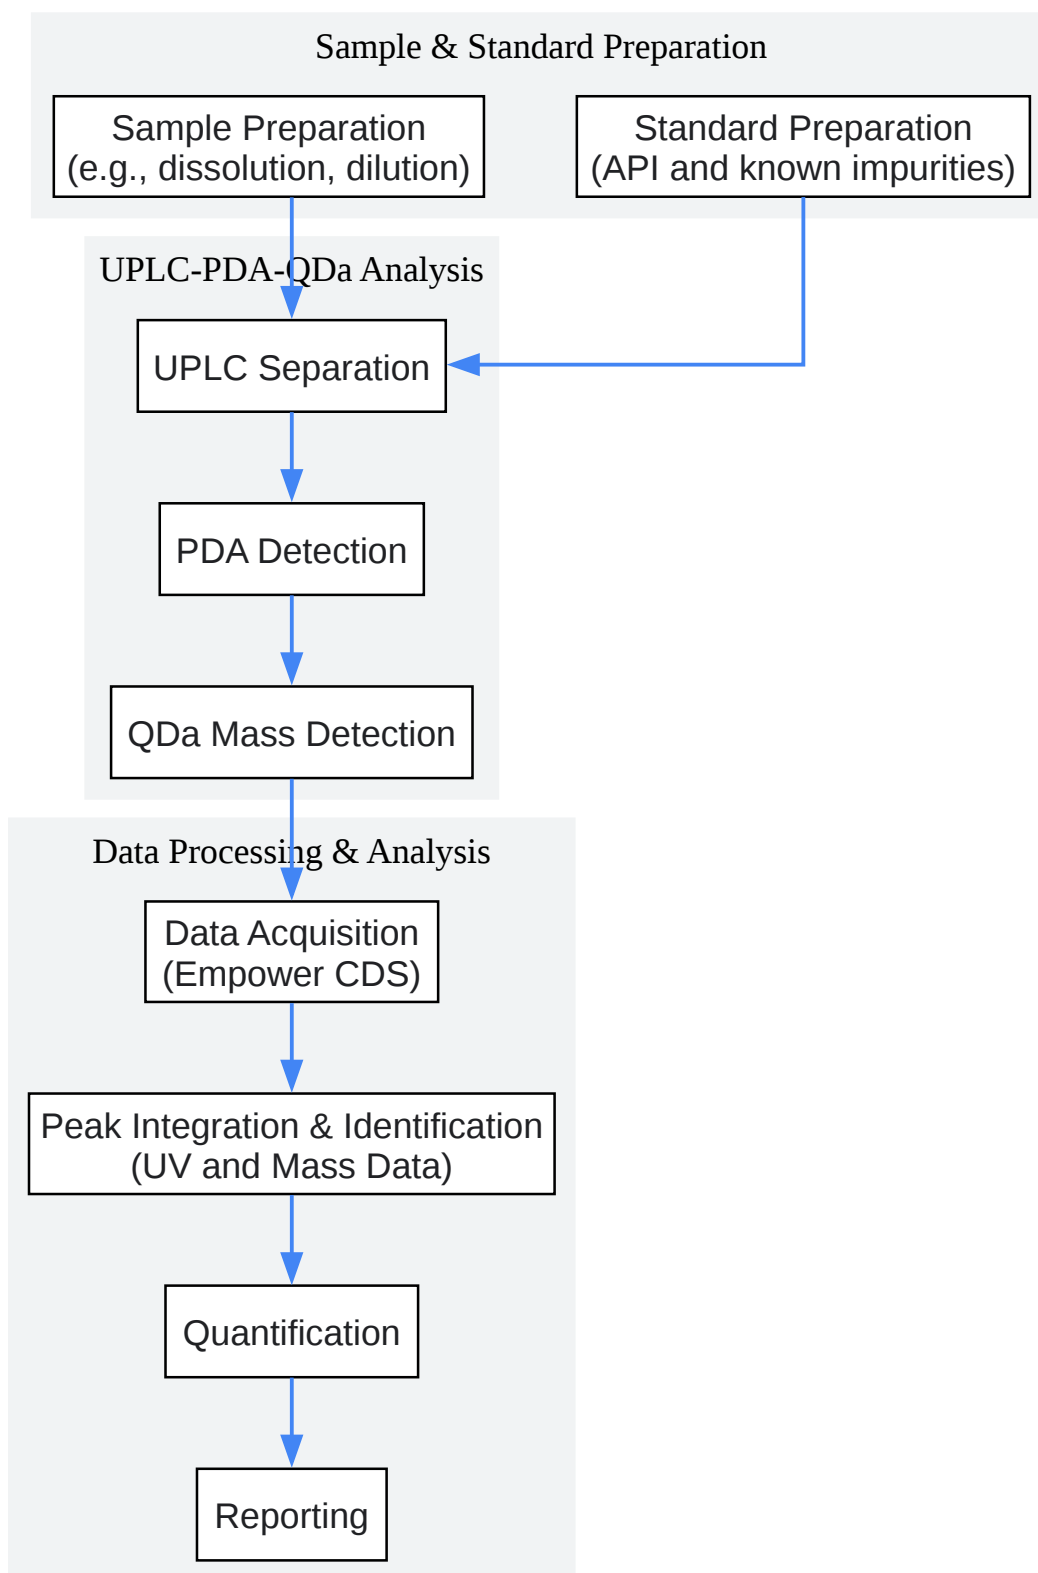 Sample & Standard Preparation
Sample Preparation
(e.g., dissolution, dilution)
Standard Preparation
(API and known impurities)
UPLC-PDA-QDa Analysis
UPLC Separation
PDA Detection
QDa Mass Detection
Data Processing & Analysis
Data Acquisition
(Empower CDS)
Peak Integration & Identification
(UV and Mass Data)
Quantification
Reporting